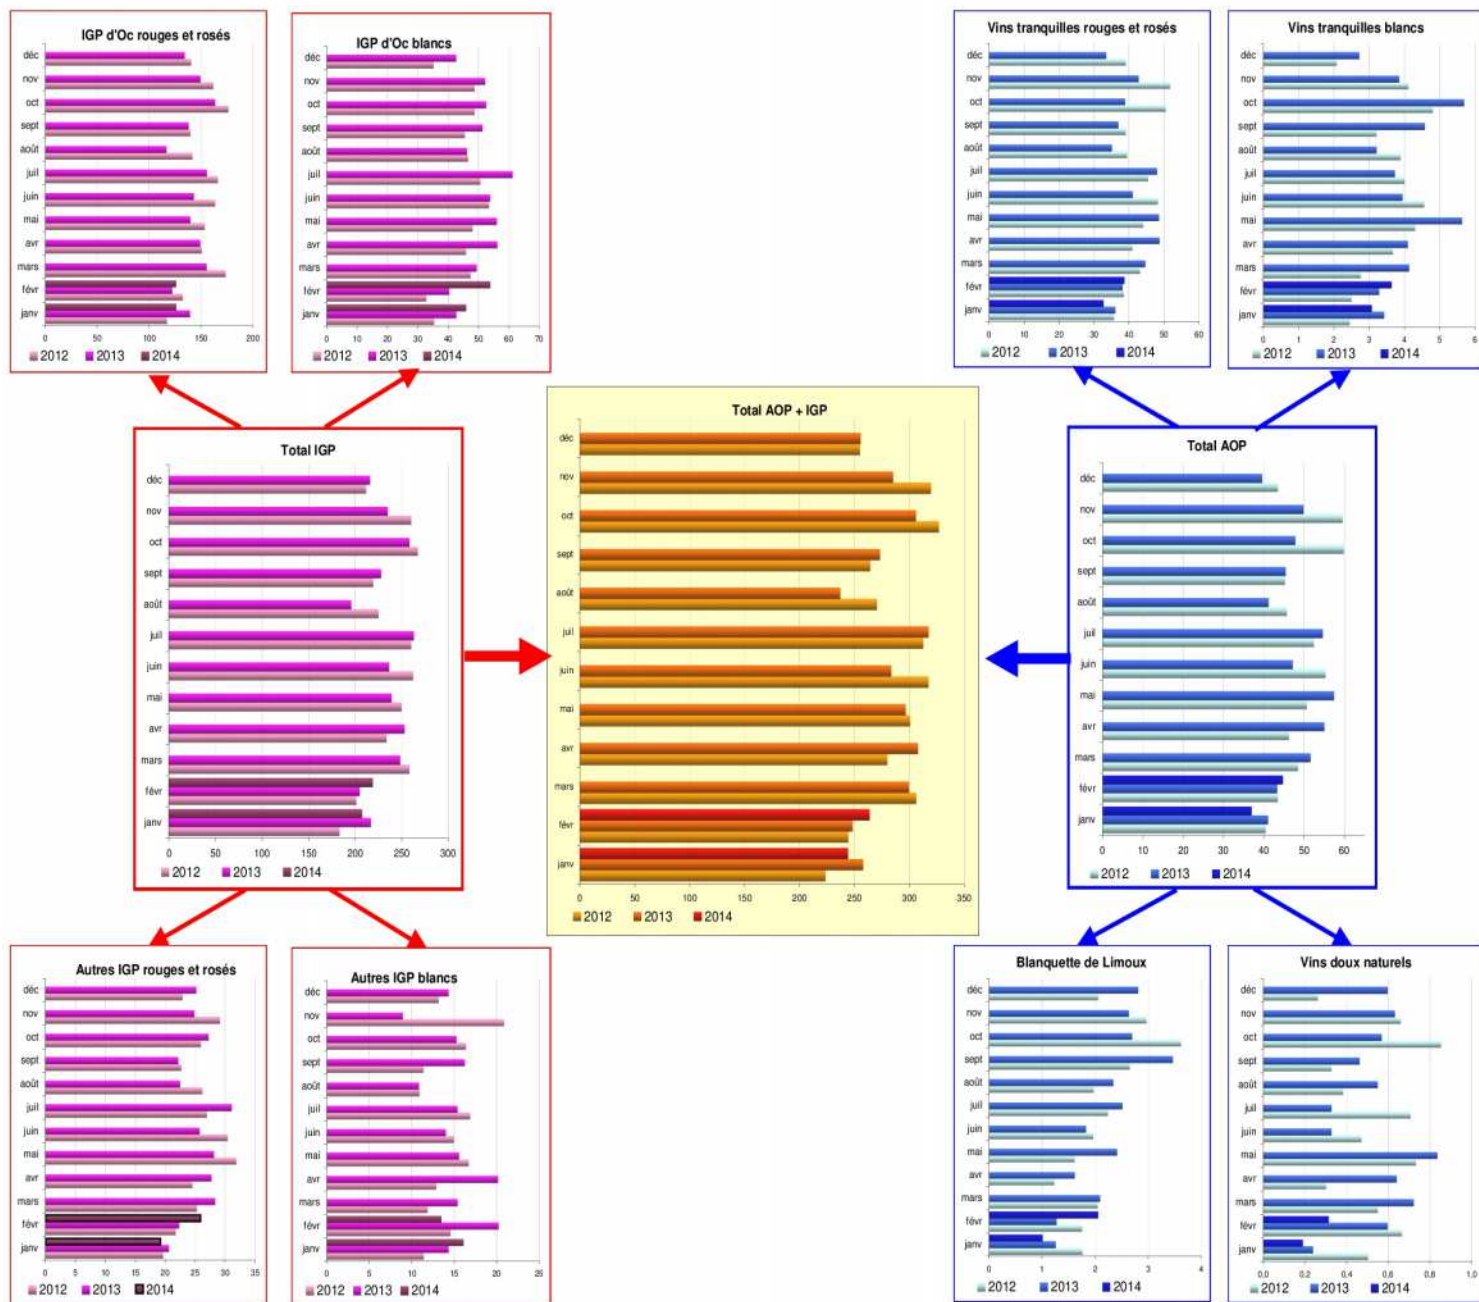 IGP d'Oc rouges et rosés
déc
nov
oct
sept
août
juil
juin
mai
avr
mars
févr
janv
0 50 100 150 200 250
2012 2013 2014
IGP d'Oc blancs
déc
nov
oct
sept
août
juil
juin
mai
avr
mars
févr
janv
0 10 20 30 40 50 60 70
2012 2013 2014
Vins tranquilles rouges et rosés
déc
nov
oct
sept
août
juil
juin
mai
avr
mars
févr
janv
0 10 20 30 40 50 60
2012 2013 2014
Vins tranquilles blancs
déc
nov
oct
sept
août
juil
juin
mai
avr
mars
févr
janv
0 1 2 3 4 5 6
2012 2013 2014
Total IGP
déc
nov
oct
sept
août
juil
juin
mai
avr
mars
févr
janv
0 50 100 150 200 250 300
2012 2013 2014
Total AOP + IGP
déc
nov
oct
sept
août
juil
juin
mai
avr
mars
févr
janv
0 50 100 150 200 250 300 350
2012 2013 2014
Total AOP
déc
nov
oct
sept
août
juil
juin
mai
avr
mars
févr
janv
0 10 20 30 40 50 60
2012 2013 2014
Autres IGP rouges et rosés
déc
nov
oct
sept
août
juil
juin
mai
avr
mars
févr
janv
0 5 10 15 20 25 30 35
2012 2013 2014
Autres IGP blancs
déc
nov
oct
sept
août
juil
juin
mai
avr
mars
févr
janv
0 5 10 15 20 25
2012 2013 2014
Blanquette de Limoux
déc
nov
oct
sept
août
juil
juin
mai
avr
mars
févr
janv
0 1 2 3 4
2012 2013 2014
Vins doux naturels
déc
nov
oct
sept
août
juil
juin
mai
avr
mars
févr
janv
0,0 0,2 0,4 0,6 0,8 1,0
2012 2013 2014